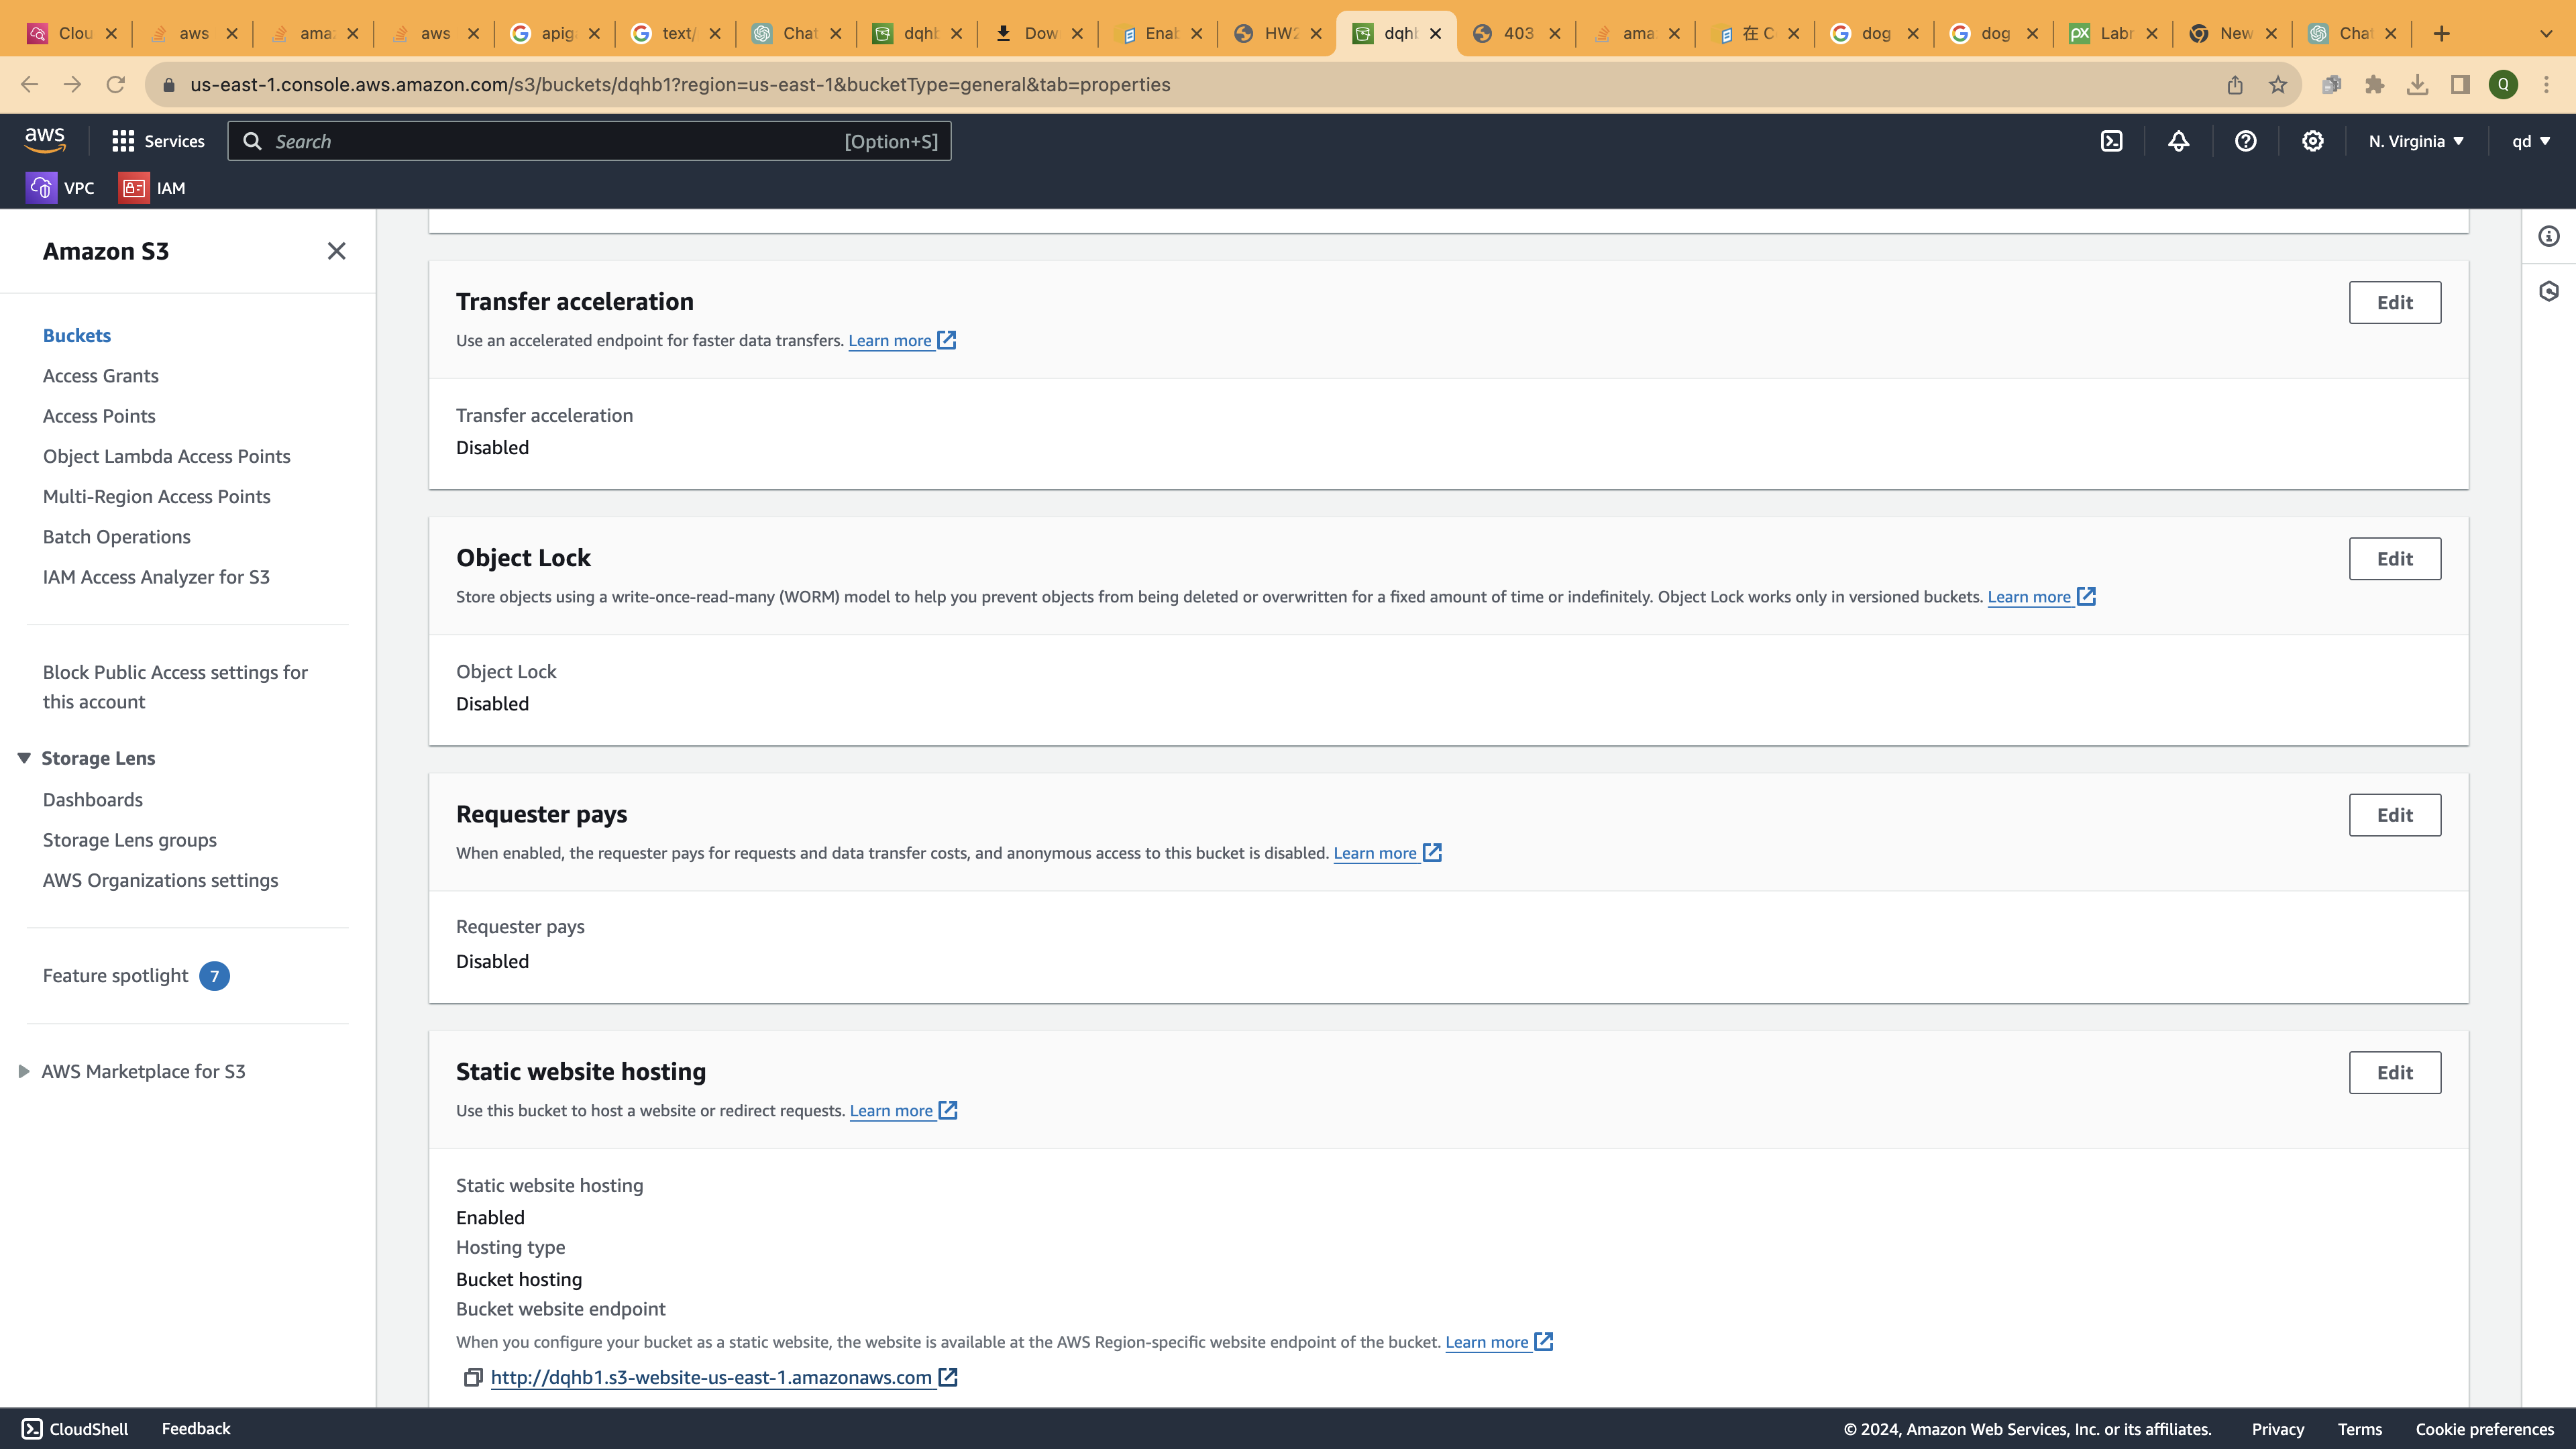 Clou
aws
ama
aws
apig
text/
Chat
dqhb
Dow
Enab
HW2
dqhb
403
ama
在 C
dog
dog
Labr
New
Chat
us-east-1.console.aws.amazon.com/s3/buckets/dqhb1?region=us-east-1&bucketType=general&tab=properties
Q
aws
Services
Search
[Option+S]
N. Virginia
qd
VPC
IAM
Amazon S3
Buckets
Access Grants
Access Points
Object Lambda Access Points
Multi-Region Access Points
Batch Operations
IAM Access Analyzer for S3
Block Public Access settings for
this account
Storage Lens
Dashboards
Storage Lens groups
AWS Organizations settings
Feature spotlight 7
AWS Marketplace for S3
Transfer acceleration
Edit
Use an accelerated endpoint for faster data transfers. Learn more
Transfer acceleration
Disabled
Object Lock
Edit
Store objects using a write-once-read-many (WORM) model to help you prevent objects from being deleted or overwritten for a fixed amount of time or indefinitely. Object Lock works only in versioned buckets. Learn more
Object Lock
Disabled
Requester pays
Edit
When enabled, the requester pays for requests and data transfer costs, and anonymous access to this bucket is disabled. Learn more
Requester pays
Disabled
Static website hosting
Edit
Use this bucket to host a website or redirect requests. Learn more
Static website hosting
Enabled
Hosting type
Bucket hosting
Bucket website endpoint
When you configure your bucket as a static website, the website is available at the AWS Region-specific website endpoint of the bucket. Learn more
http://dqhb1.s3-website-us-east-1.amazonaws.com
CloudShell
Feedback
© 2024, Amazon Web Services, Inc. or its affiliates.
Privacy
Terms
Cookie preferences